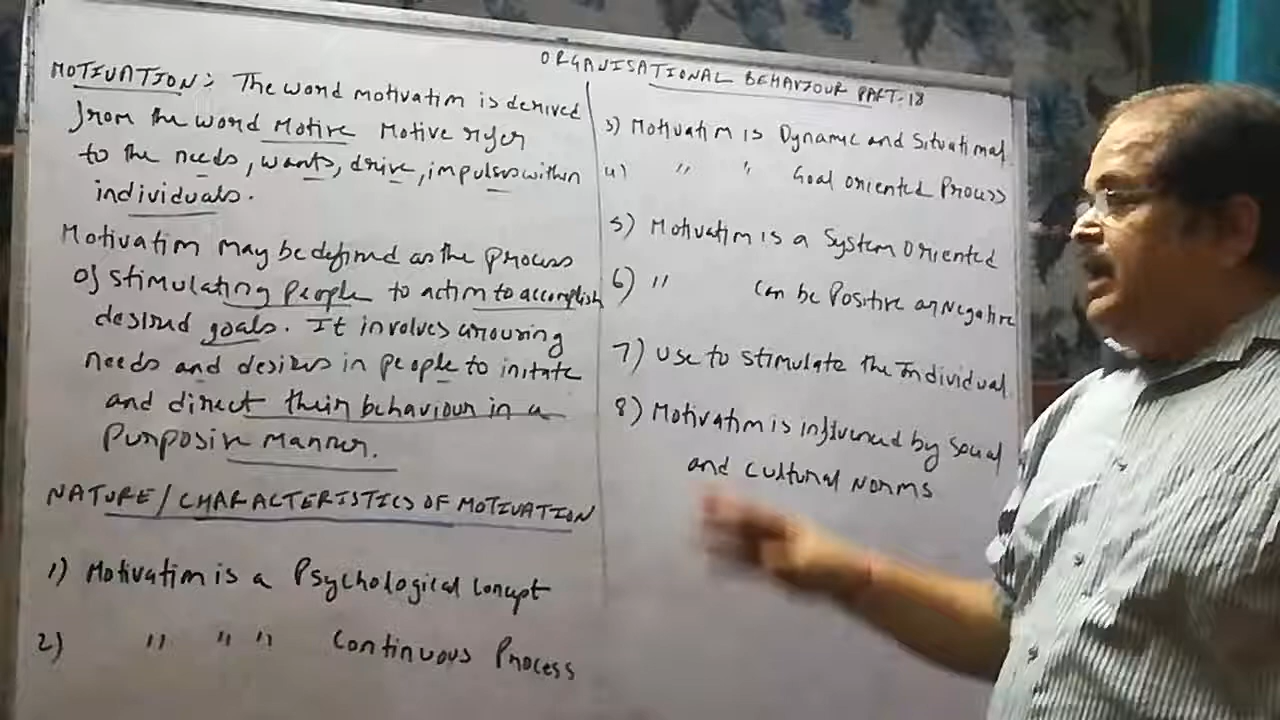 ORGANISATIONAL BEHAVIOUR PART-18
MOTIVATION: The word motivation is derived
from the word Motive Motive refer
to the needs, wants, drive, impulses within
individuals.
Motivation may be defined as the process
of stimulating people to action to accomplish
desired goals. It involves arousing
needs and desires in people to initate
and direct their behaviour in a
Purposive manner.
NATURE/CHARACTERISTICS OF MOTIVATION
1) Motivation is a Psychological Concept
2) " " " Continuous Process
3) Motivation is Dynamic and Situational
4) " " Goal oriented Process
5) Motivation is a System oriented
6) " Can be Positive or Negative
7) Use to stimulate the Individual
8) Motivation is influenced by Social
and Cultural Norms